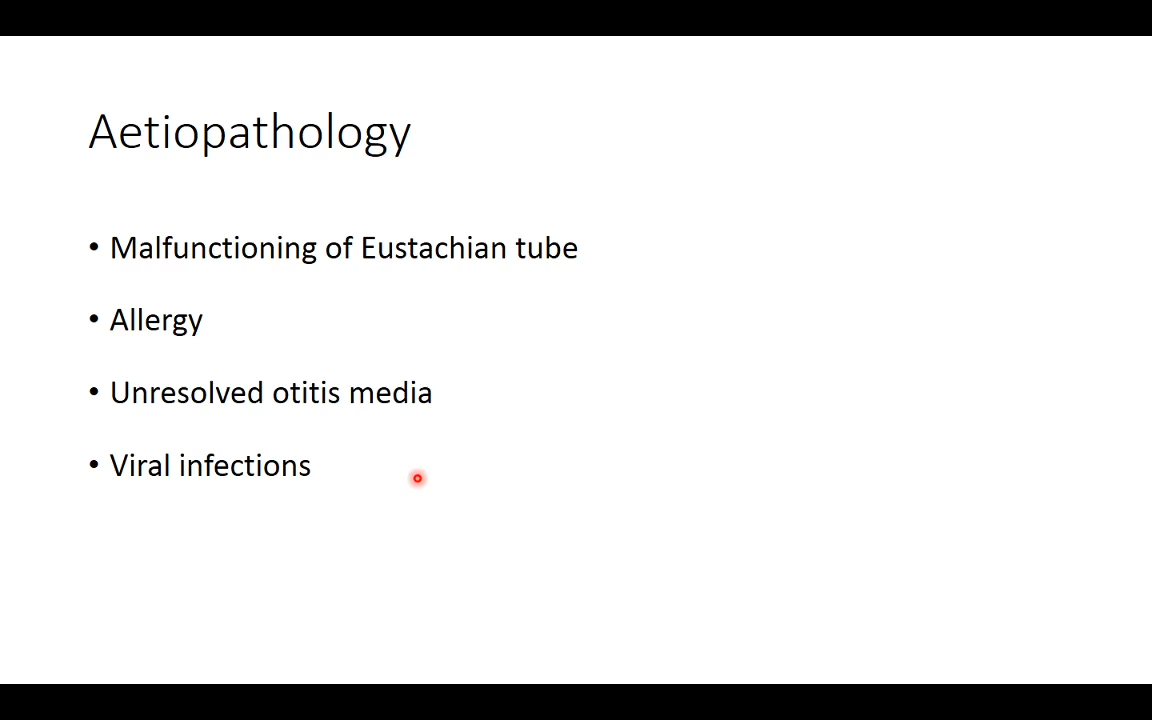 Aetiopathology
• Malfunctioning of Eustachian tube
• Allergy
• Unresolved otitis media
• Viral infections